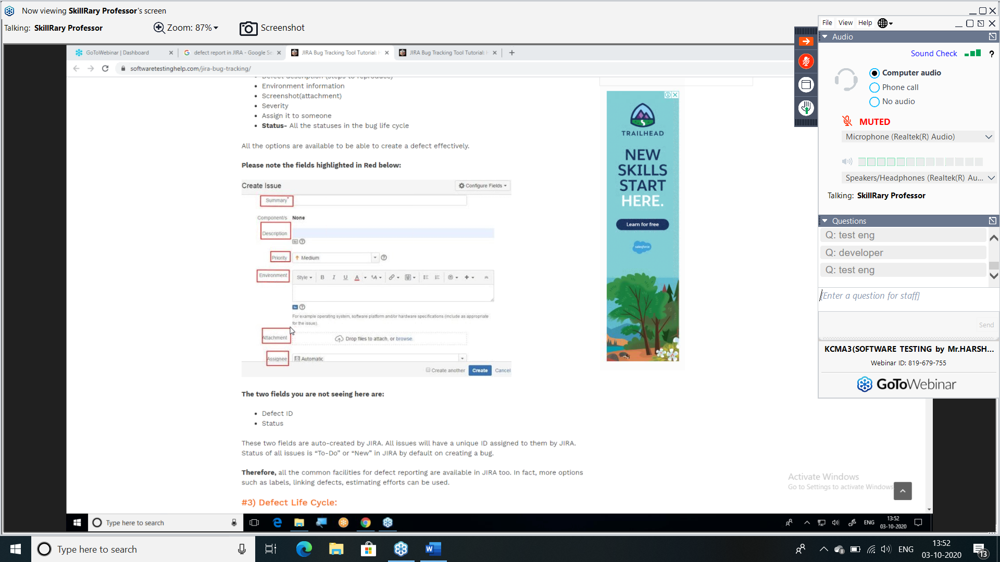 Now viewing SkillRary Professor's screen
Talking: SkillRary Professor
Zoom: 87%
Screenshot
GoToWebinar | Dashboard
defect report in JIRA - Google Se
JIRA Bug Tracking Tool Tutorial: H
JIRA Bug Tracking Tool Tutorial: H
softwaretestinghelp.com/jira-bug-tracking/
Defect description (steps to reproduce)
Environment information
Screenshot(attachment)
Severity
Assign it to someone
Status- All the statuses in the bug life cycle
All the options are available to be able to create a defect effectively.
Please note the fields highlighted in Red below:
Create Issue
Configure Fields
Summary*
Component/s None
Description
Priority
Medium
Environment
Style B I U A
For example operating system, software platform and/or hardware specifications (include as appropriate
for the issue).
Attachment
Drop files to attach, or browse.
Assignee
Automatic
Create another
Create
Cancel
The two fields you are not seeing here are:
Defect ID
Status
These two fields are auto-created by JIRA. All issues will have a unique ID assigned to them by JIRA.
Status of all issues is “To-Do” or “New” in JIRA by default on creating a bug.
Therefore, all the common facilities for defect reporting are available in JIRA too. In fact, more options
such as labels, linking defects, estimating efforts can be used.
#3) Defect Life Cycle:
TRAILHEAD
NEW
SKILLS
START
HERE.
Learn for free
salesforce
Activate Windows
Go to Settings to activate Windows
File View Help
Audio
Sound Check
?
Computer audio
Phone call
No audio
MUTED
Microphone (Realtek(R) Audio)
Speakers/Headphones (Realtek(R) Au...
Talking: SkillRary Professor
Questions
Q: test eng
Q: developer
Q: test eng
[Enter a question for staff]
Send
KCMA3(SOFTWARE TESTING by Mr.HARSH...
Webinar ID: 819-679-755
GoToWebinar
Type here to search
ENG
13:52
03-10-2020
Type here to search
ENG
13:52
03-10-2020
13